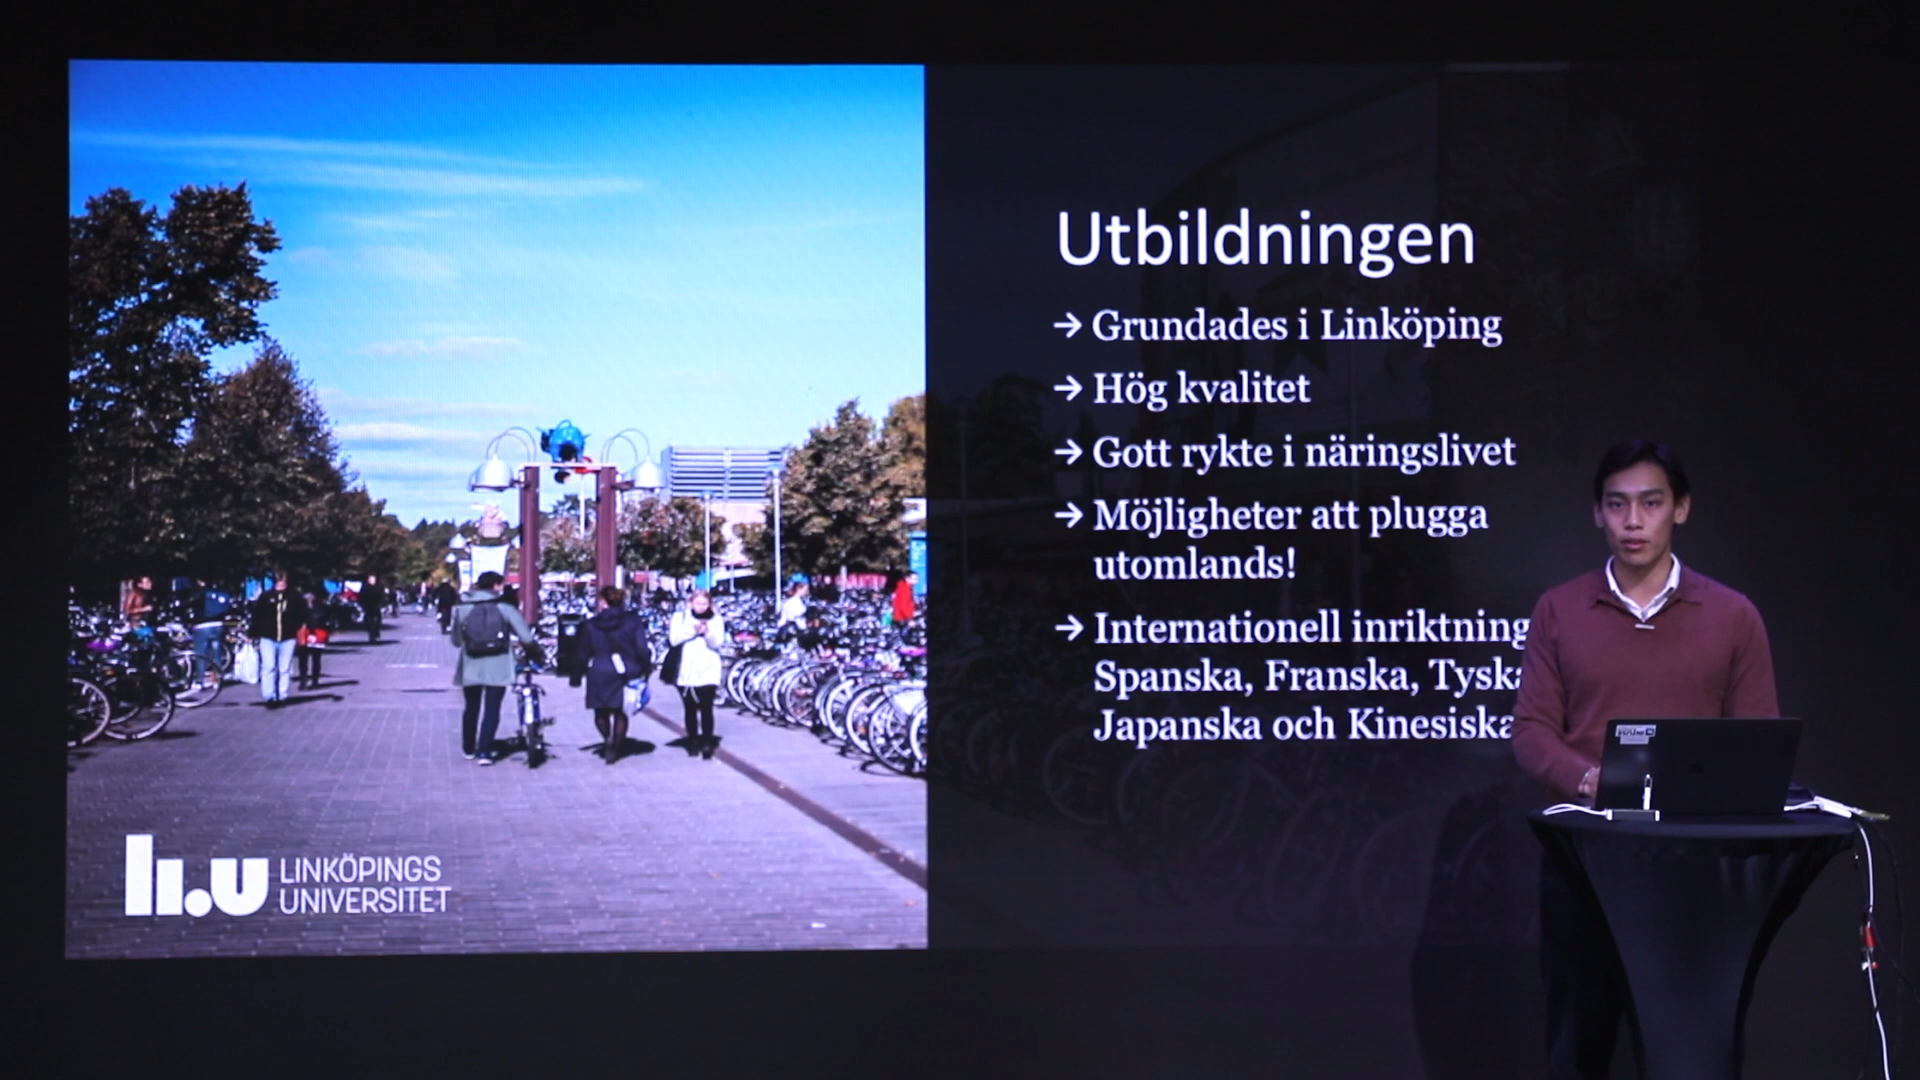 Utbildningen
→ Grundades i Linköping
→ Hög kvalitet
→ Gott rykte i näringslivet
→ Möjligheter att plugga
utomlands!
→ Internationell inriktning
Spanska, Franska, Tyska
Japanska och Kinesiska
li.u LINKÖPINGS
UNIVERSITET